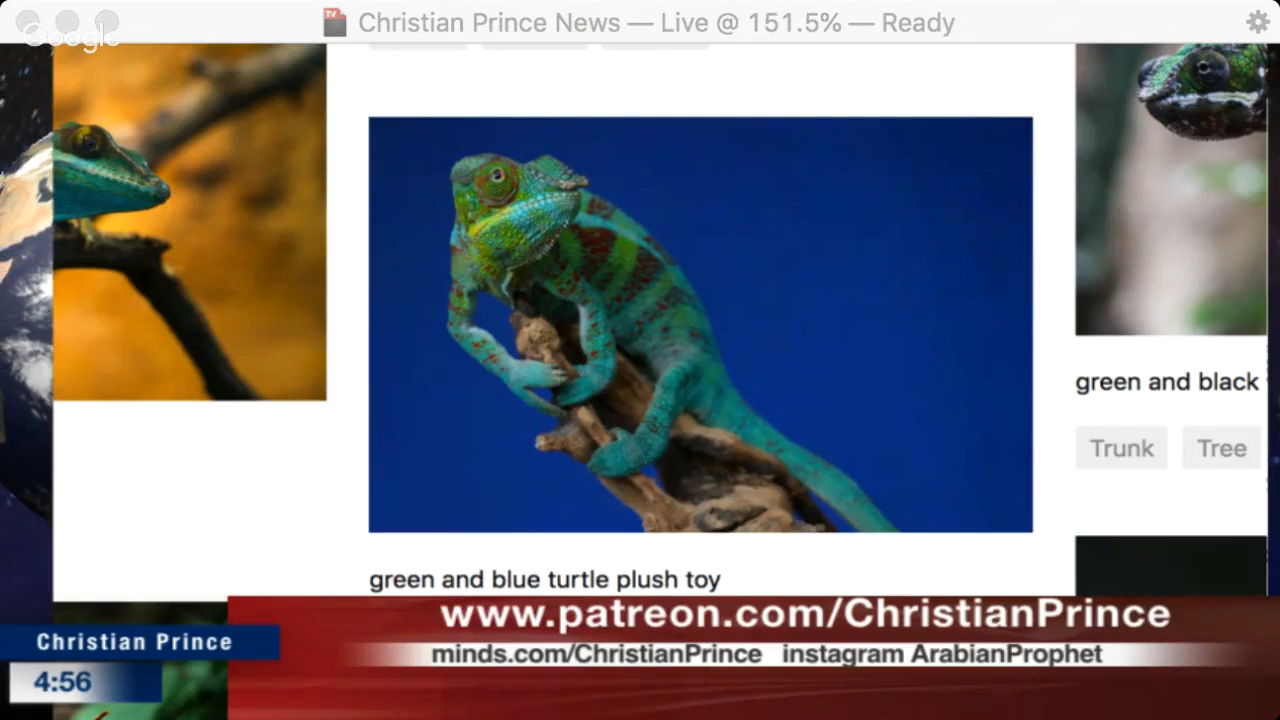 Christian Prince News — Live @ 151.5% — Ready
Google
green and black
Trunk
Tree
green and blue turtle plush toy
www.patreon.com/ChristianPrince
Christian Prince
minds.com/ChristianPrince instagram ArabianProphet
4:56